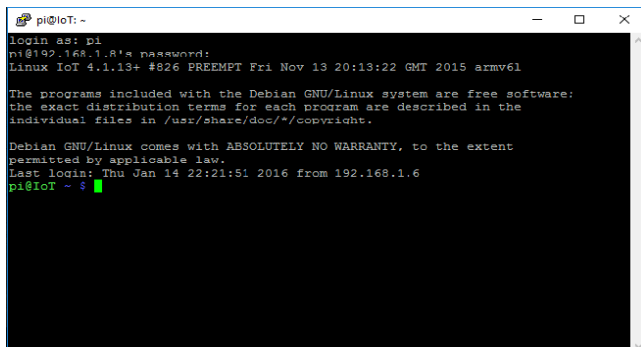 pi@IoT: ~
login as: pi
pi@192.168.1.8's password:
Linux IoT 4.1.13+ #826 PREEMPT Fri Nov 13 20:13:22 GMT 2015 armv6l
The programs included with the Debian GNU/Linux system are free software;
the exact distribution terms for each program are described in the
individual files in /usr/share/doc/*/copyright.
Debian GNU/Linux comes with ABSOLUTELY NO WARRANTY, to the extent
permitted by applicable law.
Last login: Thu Jan 14 22:21:51 2016 from 192.168.1.6
pi@IoT ~ $